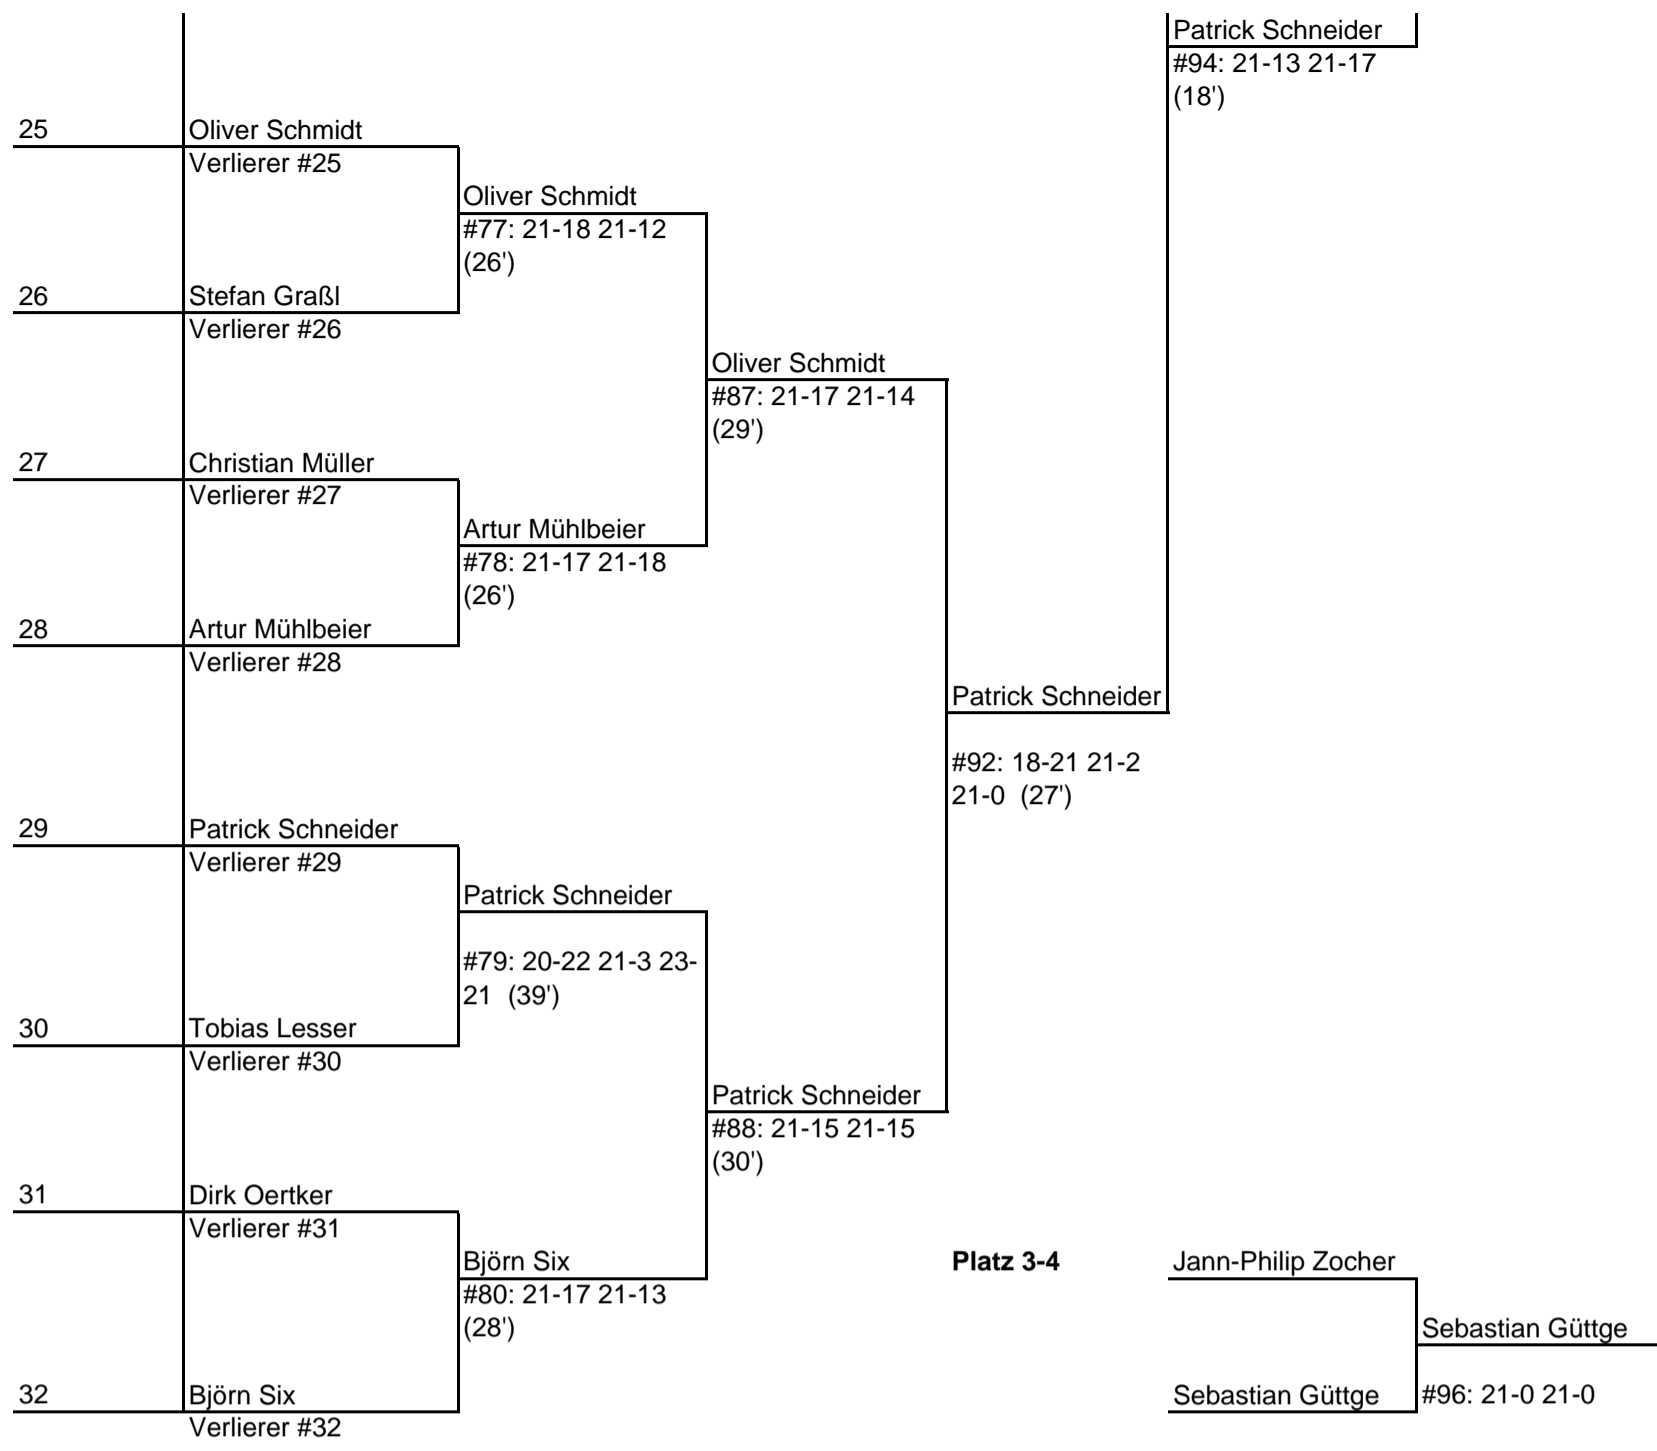 Patrick Schneider
#94: 21-13 21-17
(18')
25
Oliver Schmidt
Verlierer #25
Oliver Schmidt
#77: 21-18 21-12
(26')
26
Stefan Graßl
Verlierer #26
Oliver Schmidt
#87: 21-17 21-14
(29')
27
Christian Müller
Verlierer #27
Artur Mühlbeier
#78: 21-17 21-18
(26')
28
Artur Mühlbeier
Verlierer #28
Patrick Schneider
#92: 18-21 21-2
21-0 (27')
29
Patrick Schneider
Verlierer #29
Patrick Schneider
#79: 20-22 21-3 23-
21 (39')
30
Tobias Lesser
Verlierer #30
Patrick Schneider
#88: 21-15 21-15
(30')
31
Dirk Oertker
Verlierer #31
Björn Six
#80: 21-17 21-13
(28')
32
Björn Six
Verlierer #32
Platz 3-4
Jann-Philip Zocher
Sebastian Güttge
Sebastian Güttge
#96: 21-0 21-0